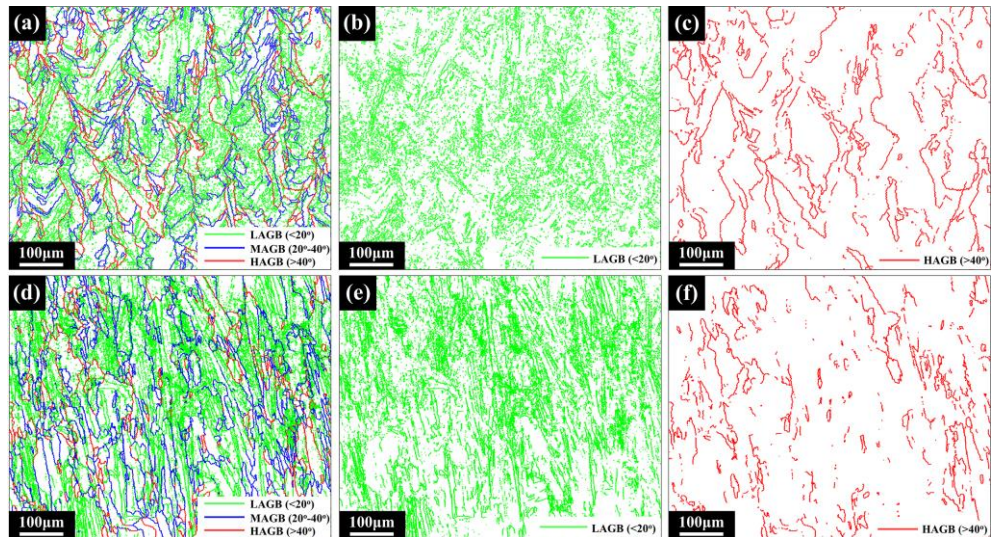 (a)
100μm
LAGB (<20°)
MAGB (20°-40°)
HAGB (>40°)
(b)
100μm
LAGB (<20°)
(c)
100μm
HAGB (>40°)
(d)
100μm
LAGB (<20°)
MAGB (20°-40°)
HAGB (>40°)
(e)
100μm
LAGB (<20°)
(f)
100μm
HAGB (>40°)